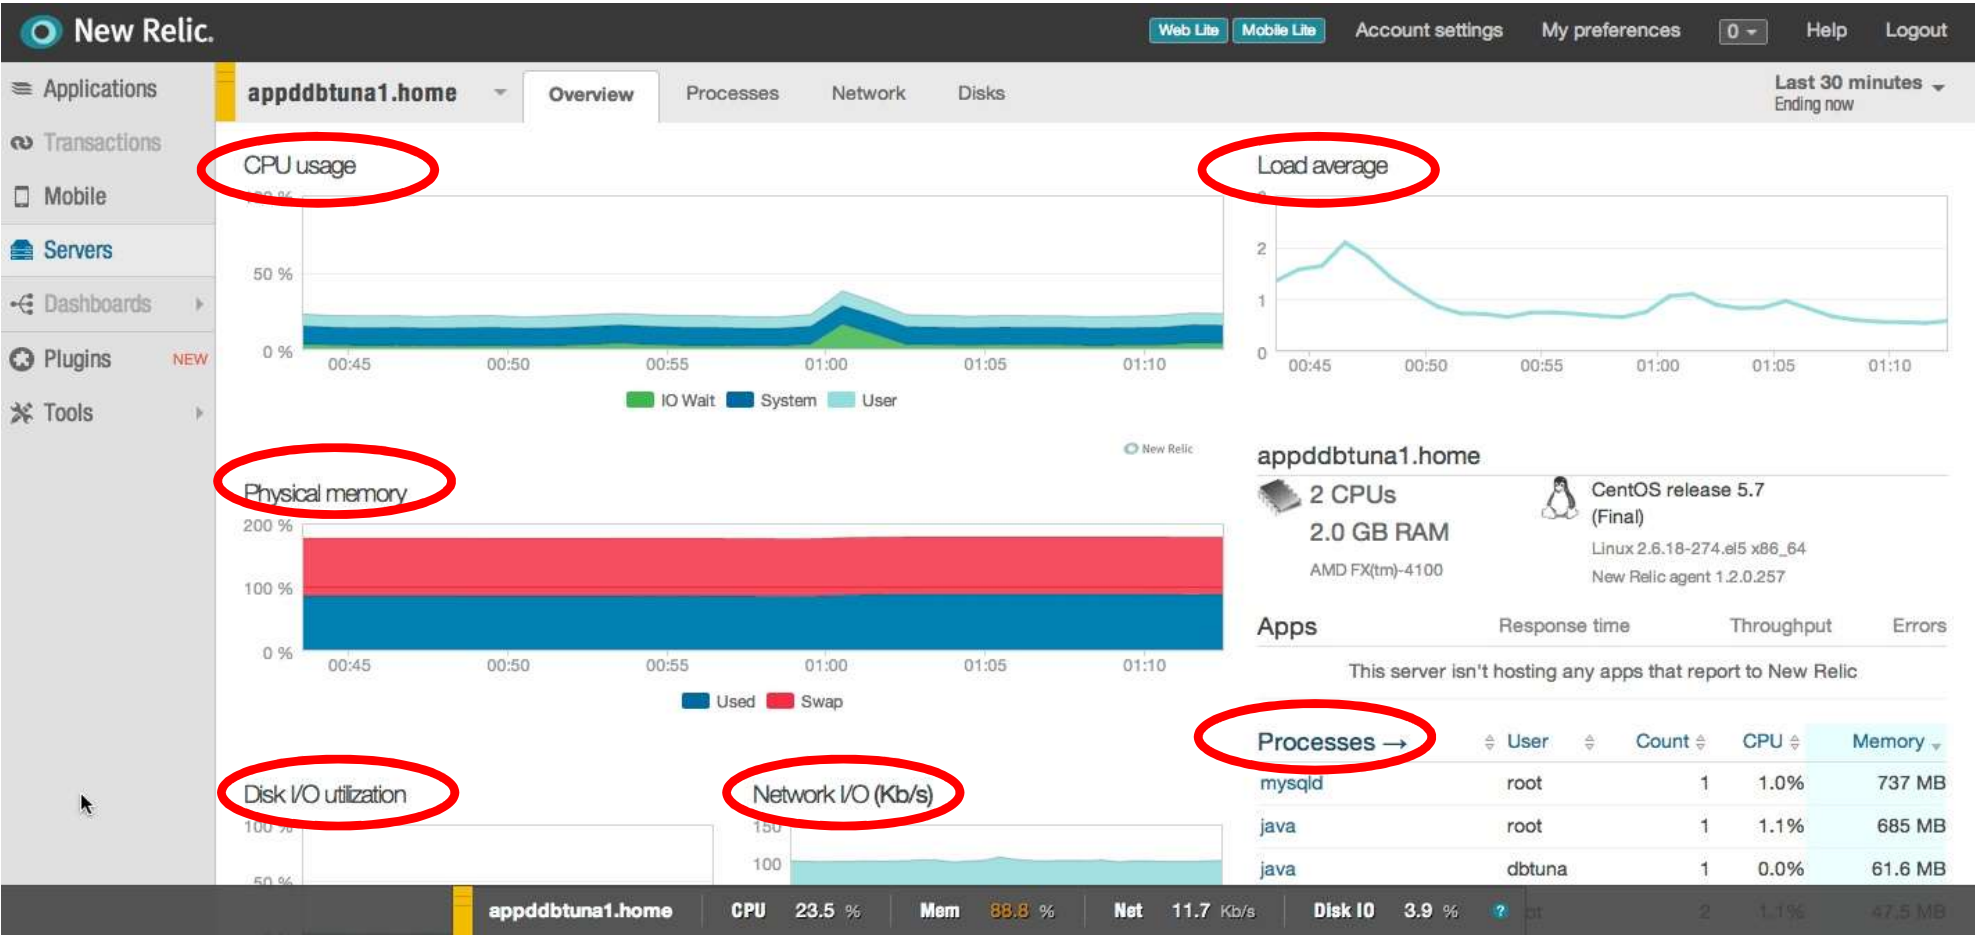 New Relic.
Web Lite Mobile Lite Account settings My preferences 0 Help Logout
Applications
Transactions
Mobile
Servers
Dashboards
Plugins NEW
Tools
appddbtuna1.home Overview Processes Network Disks
Last 30 minutes
Ending now
CPU usage
50 %
0 %
00:45 00:50 00:55 01:00 01:05 01:10
IO Wait System User
New Relic
Load average
2
1
0
00:45 00:50 00:55 01:00 01:05 01:10
Physical memory
200 %
100 %
0 %
00:45 00:50 00:55 01:00 01:05 01:10
Used Swap
appddbtuna1.home
2 CPUs
2.0 GB RAM
AMD FX(tm)-4100
CentOS release 5.7
(Final)
Linux 2.6.18-274.el5 x86_64
New Relic agent 1.2.0.257
Apps Response time Throughput Errors
This server isn't hosting any apps that report to New Relic
Disk I/O utilization
100 %
50 %
Network I/O (Kb/s)
150
100
Processes → User Count CPU Memory
mysqld root 1 1.0% 737 MB
java root 1 1.1% 685 MB
java dbtuna 1 0.0% 61.6 MB
2 1.1% 47.5 MB
appddbtuna1.home CPU 23.5 % Mem 88.8 % Net 11.7 Kb/s Disk IO 3.9 % ?